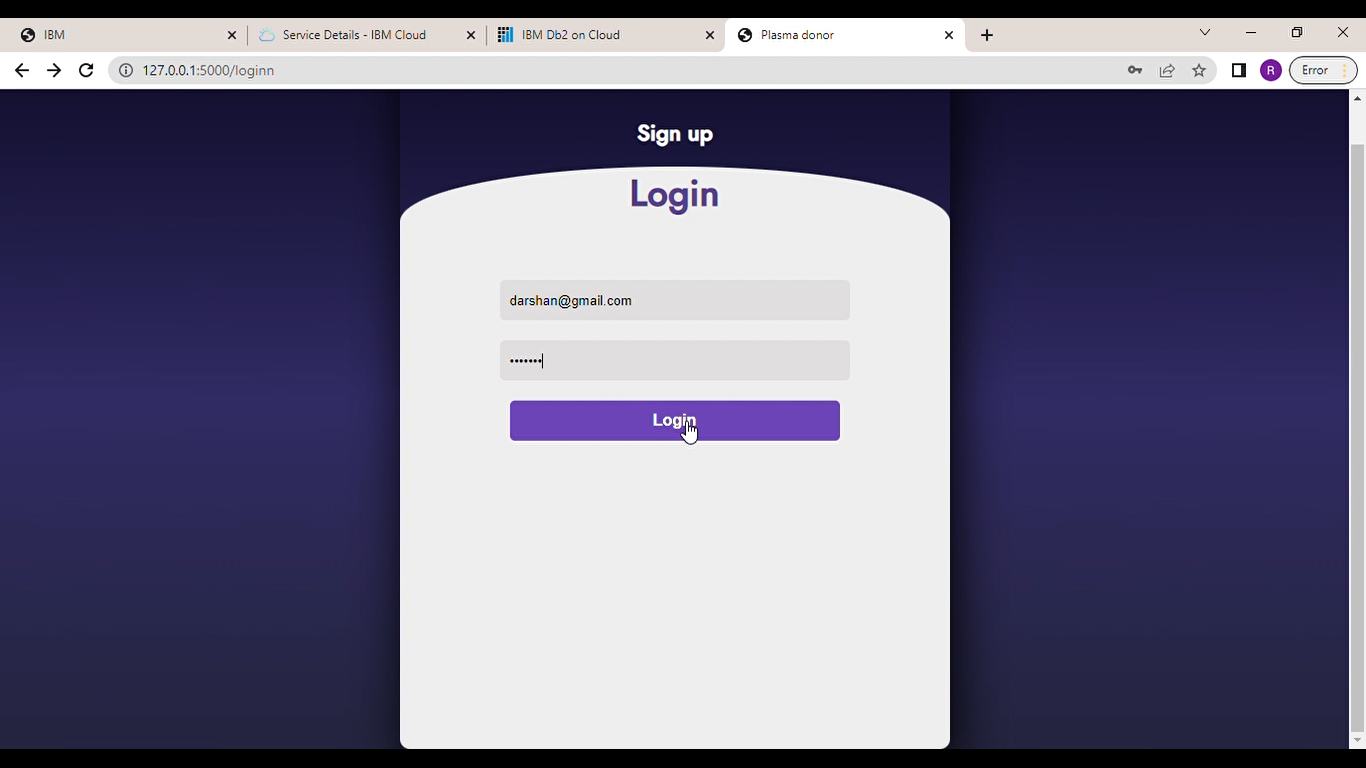 IBM
Service Details - IBM Cloud
IBM Db2 on Cloud
Plasma donor
127.0.0.1:5000/loginn
R
Error
Sign up
Login
darshan@gmail.com
•••••••
Login